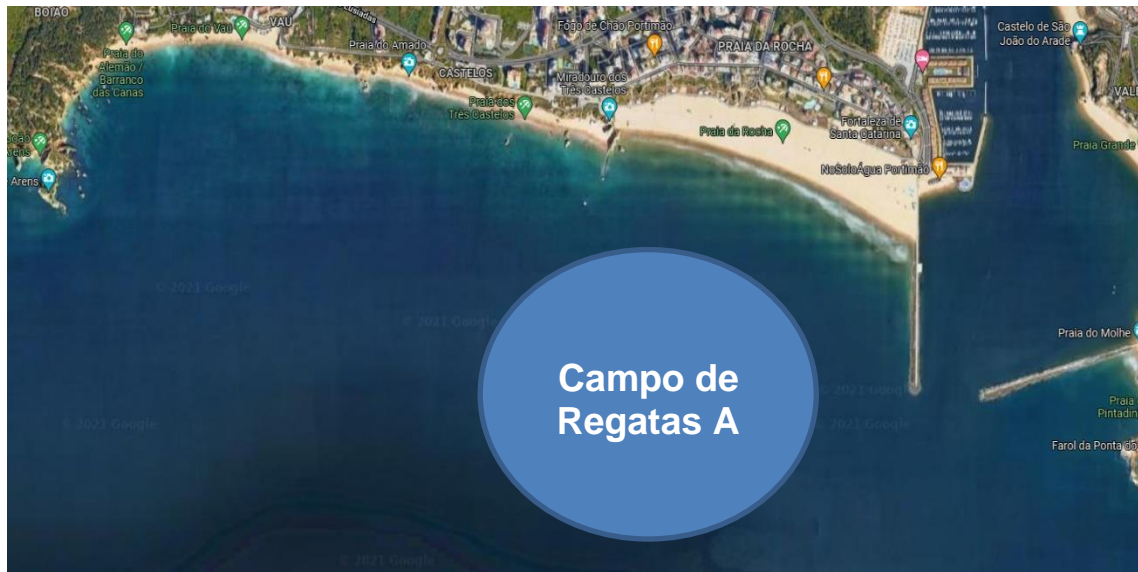 BOIÃO
Praia do Vau
VAU
Lusíadas
Praia do
Alemão /
Barranco
das Canas
Praia do Amado
CASTELOS
Fogo de Chão Portimão
PRAIA DA ROCHA
Miradouro dos
Três Castelos
Praia dos
Três Castelos
Praia da Rocha
Fortaleza de
Santa Catarina
NoSoloÁgua Portimão
Castelo de São
João do Arade
Praia Grande
Arens
© 2021 Google
© 2021 Google
Campo de
Regatas A
© 2021 Google
© 2021 Google
© 2021 Google
© 2021 Google
Praia do Molhe
Praia
Pintadin
Farol da Ponta do